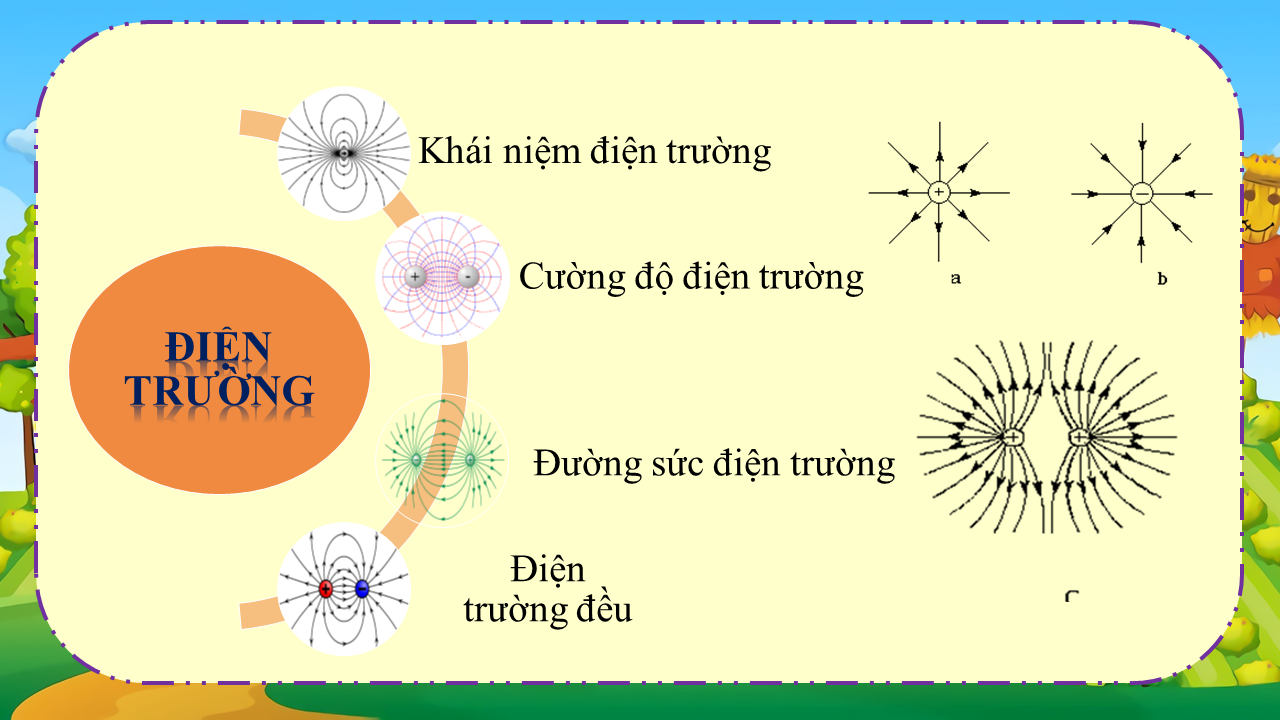 ĐIỆN
TRƯỜNG
Khái niệm điện trường
Cường độ điện trường
Đường sức điện trường
Điện
trường đều
a
b
C